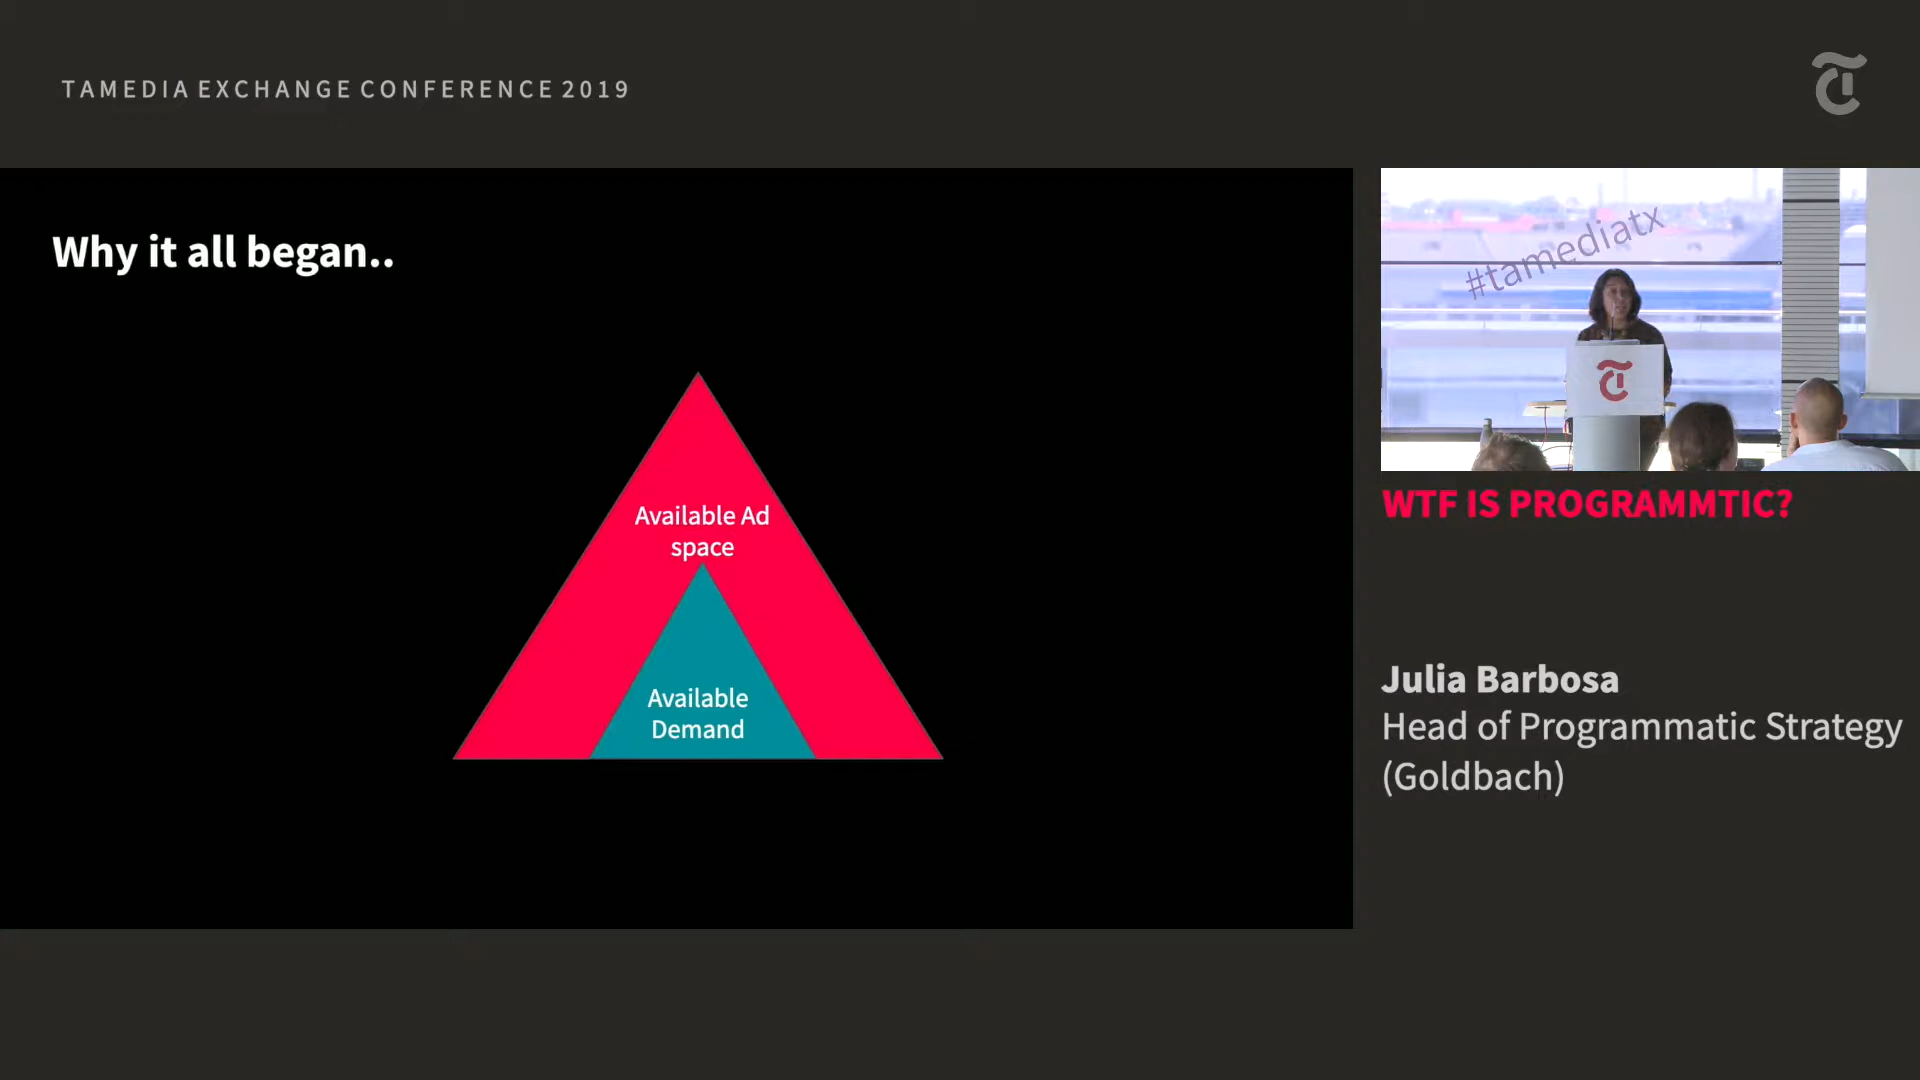 TAMEDIA EXCHANGE CONFERENCE 2019
Why it all began..
Available Ad
space
Available
Demand
#tamediatx
WTF IS PROGRAMMTIC?
Julia Barbosa
Head of Programmatic Strategy
(Goldbach)